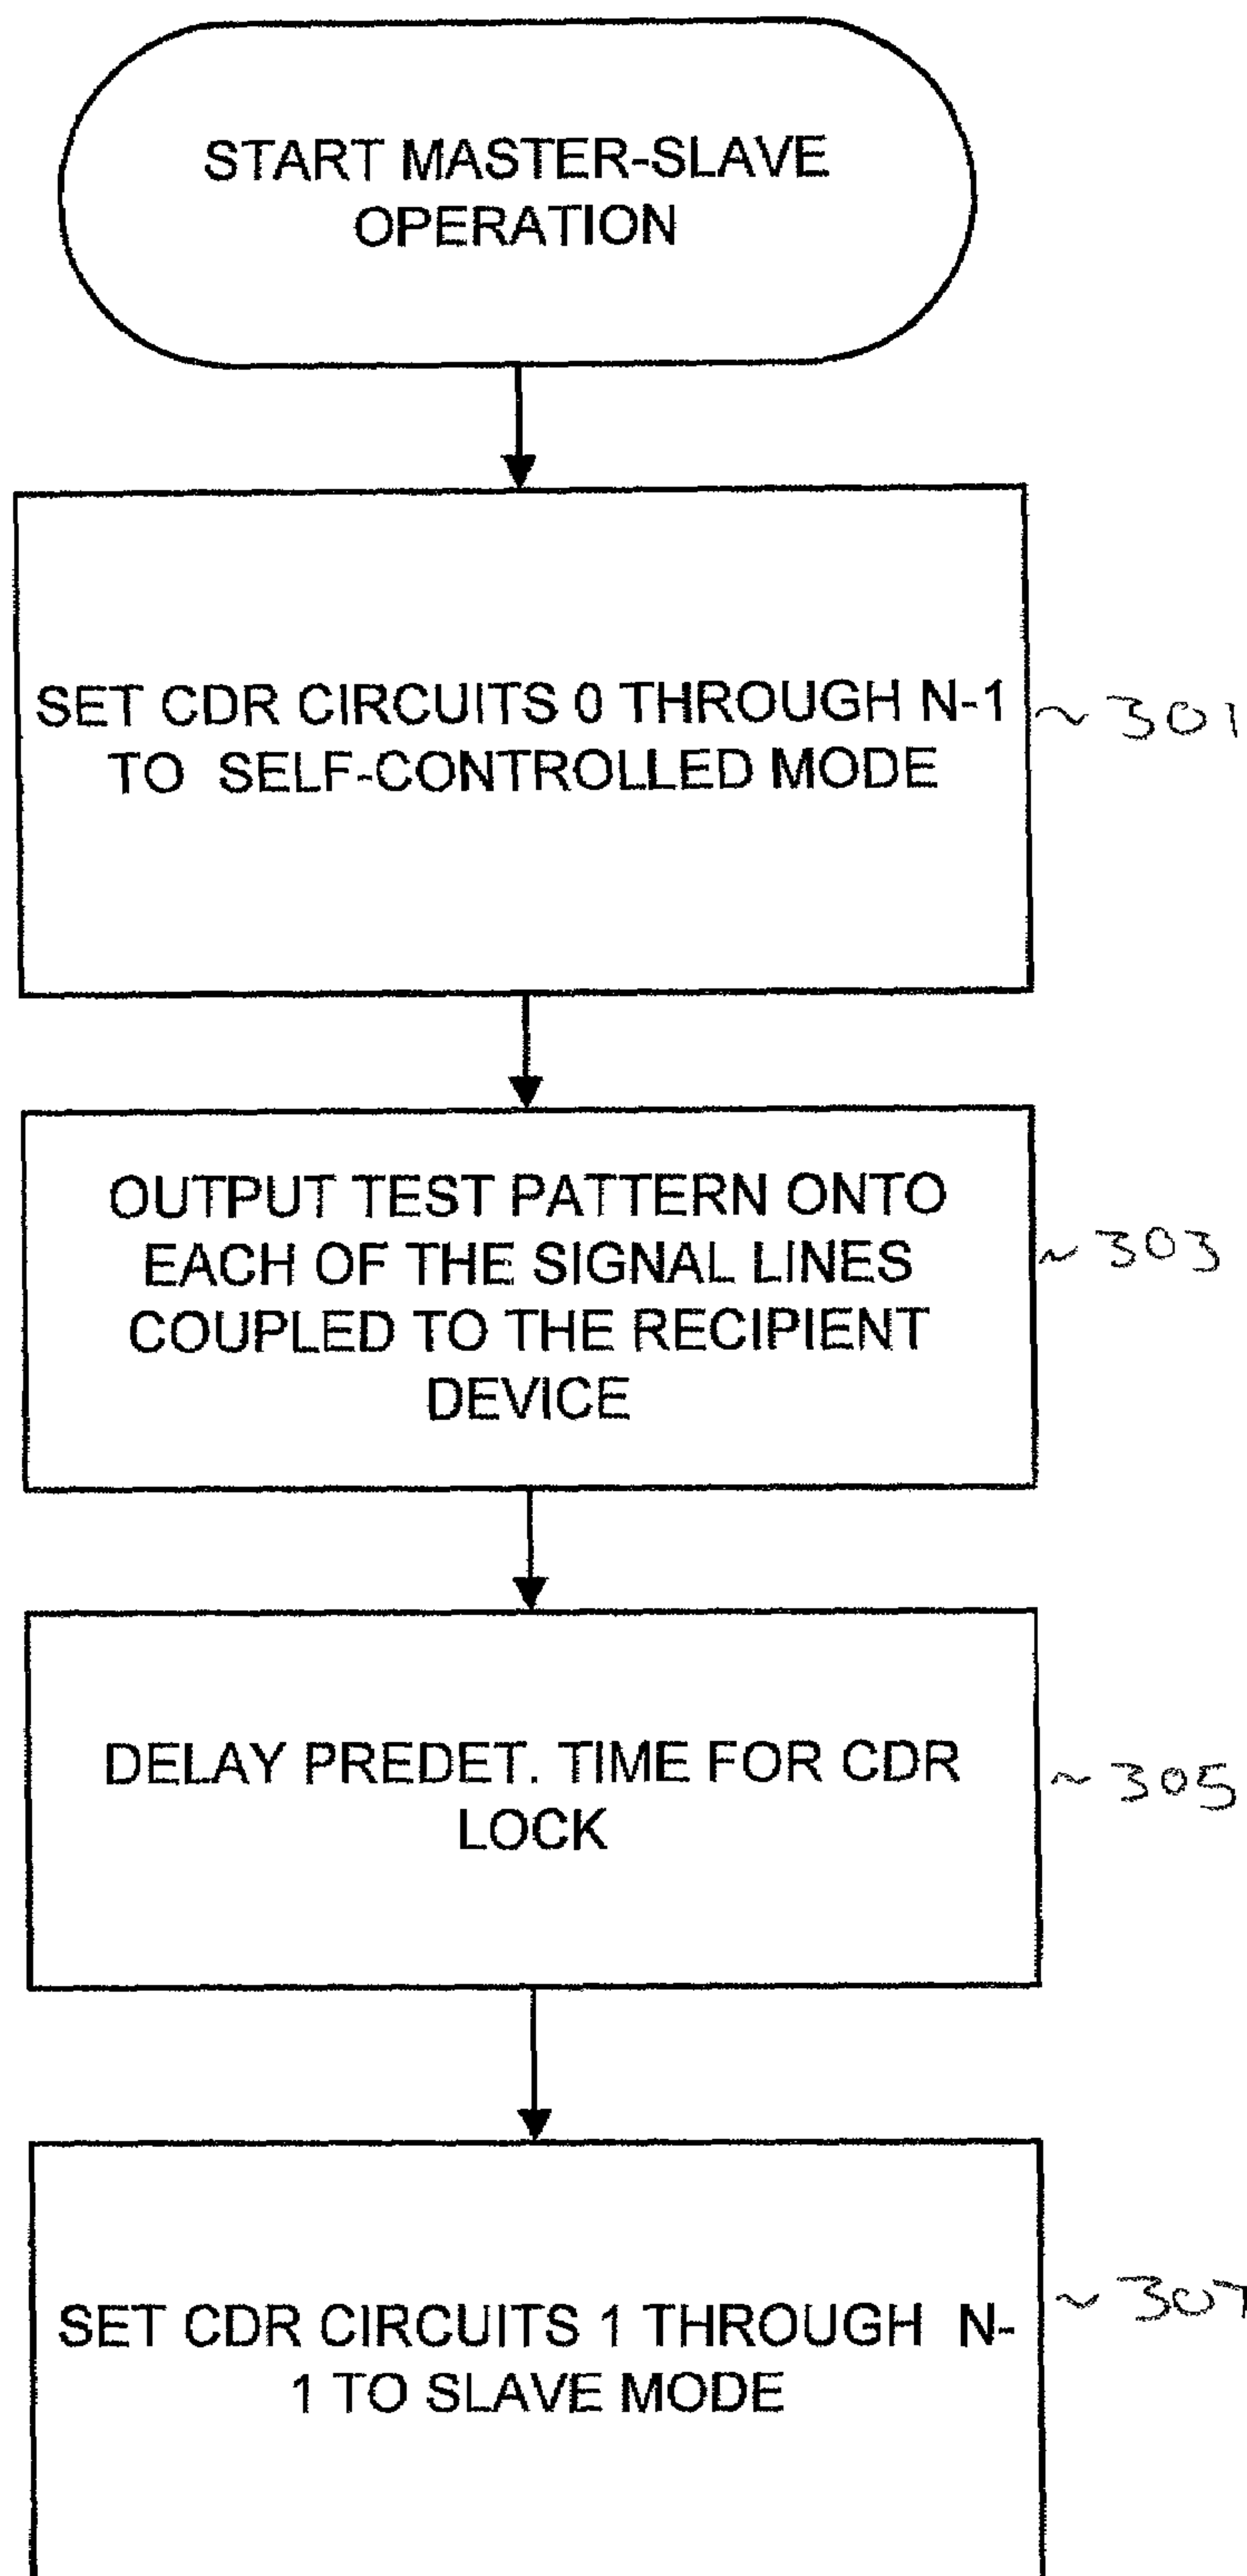 START MASTER-SLAVE
OPERATION
SET CDR CIRCUITS 0 THROUGH N-1
TO SELF-CONTROLLED MODE
~ 301
OUTPUT TEST PATTERN ONTO
EACH OF THE SIGNAL LINES
COUPLED TO THE RECIPIENT
DEVICE
~ 303
DELAY PREDET. TIME FOR CDR
LOCK
~ 305
SET CDR CIRCUITS 1 THROUGH N-
1 TO SLAVE MODE
~ 307